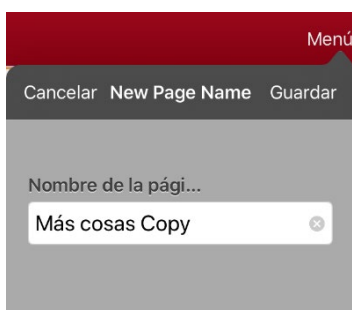 Menú
Cancelar New Page Name Guardar
Nombre de la pági...
Más cosas Copy